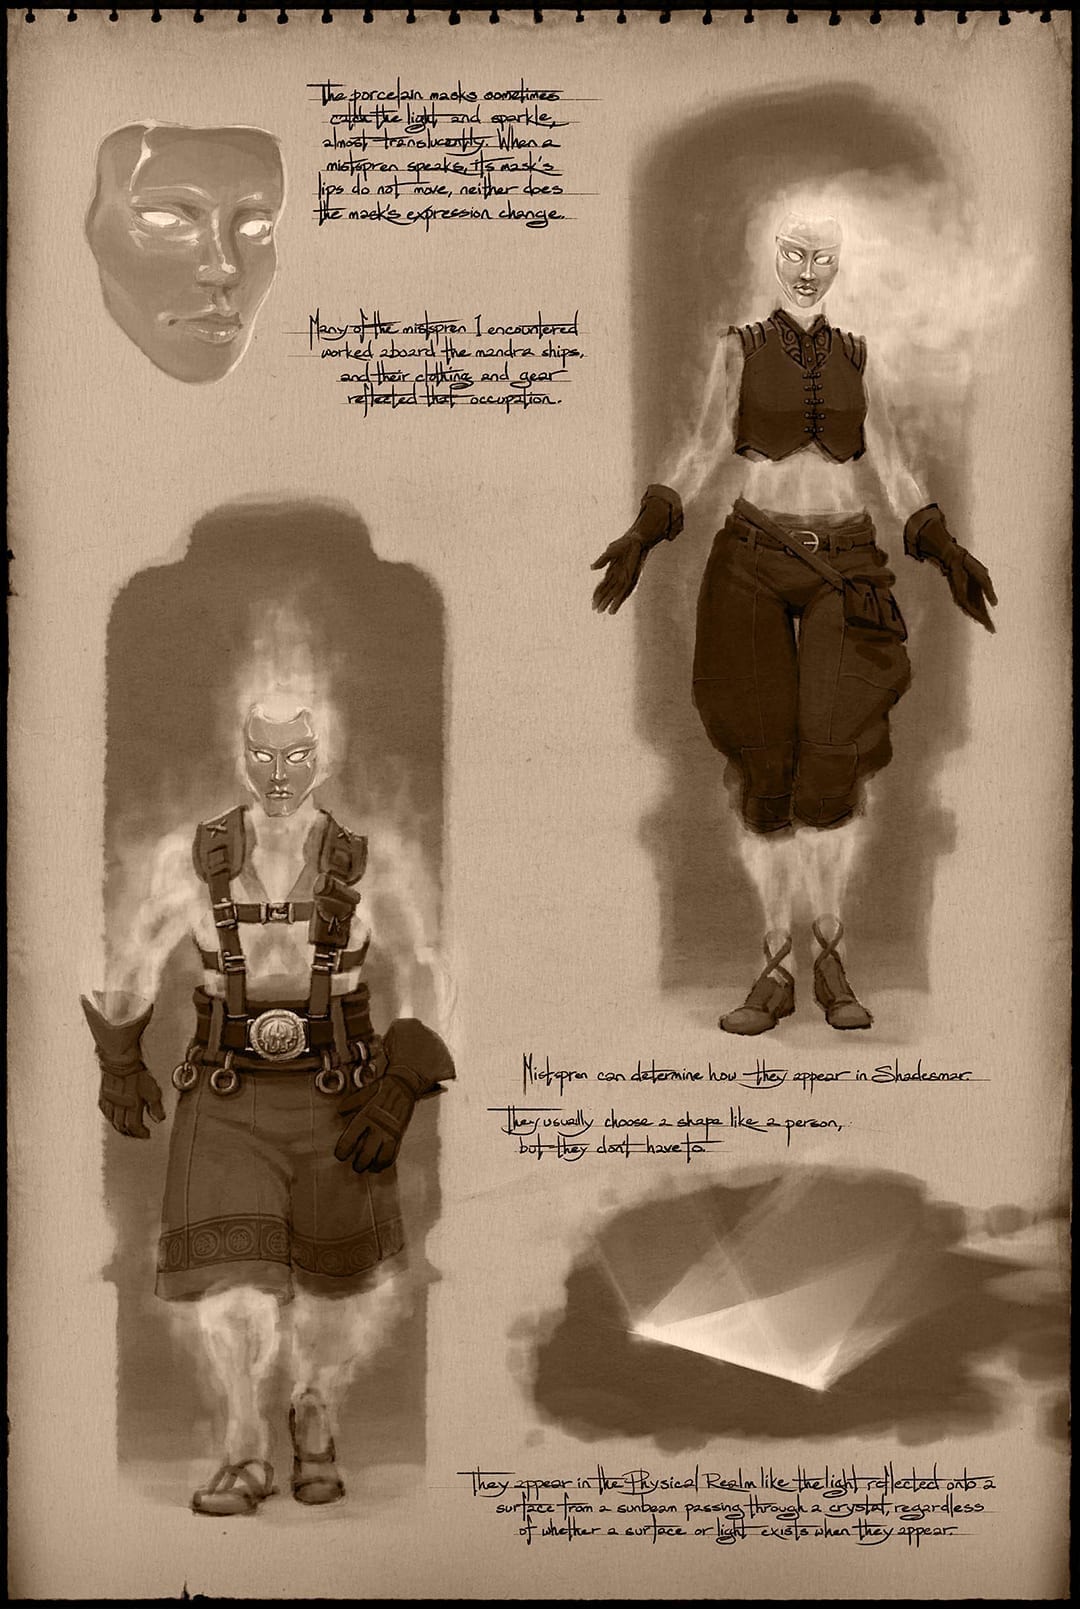 The porcelain masks sometimes
catch the light and sparkle,
almost translucently. When a
mistspren speaks, its mask's
lips do not move, neither does
the mask's expression change.
Many of the mistspren I encountered
worked aboard the mandra ships,
and their clothing and gear
reflected that occupation.
Mistspren can determine how they appear in Shadesmar.
They usually choose a shape like a person,
but they don't have to.
They appear in the Physical Realm like the light reflected onto a
surface from a sunbeam passing through a crystal, regardless
of whether a surface or light exists when they appear.